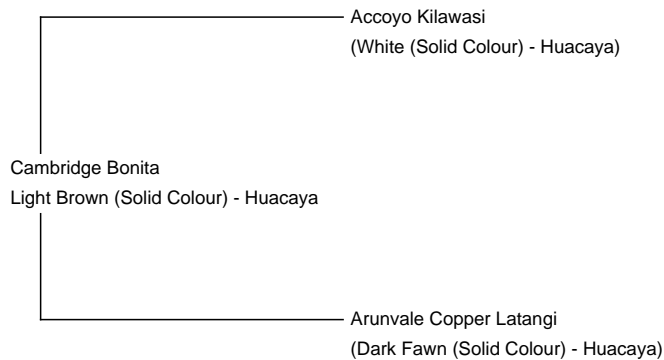 Accoyo Kilawasi
(White (Solid Colour) - Huacaya)
Cambridge Bonita
Light Brown (Solid Colour) - Huacaya
Arunvale Copper Latangi
(Dark Fawn (Solid Colour) - Huacaya)